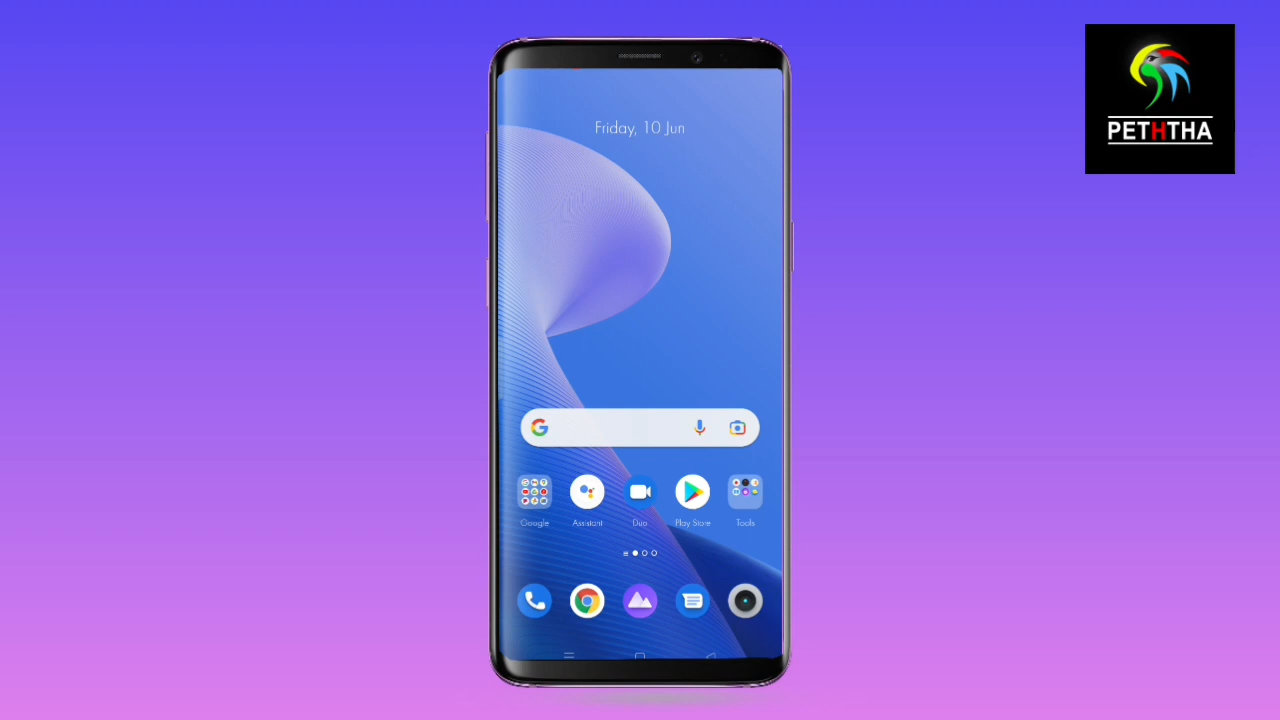 PETHTHA
Friday, 10 Jun
Google
Assistant
Duo
Play Store
Tools